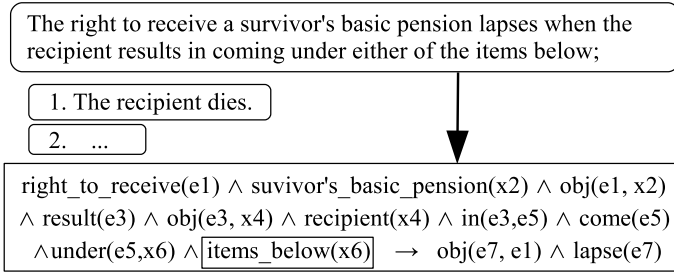 The right to receive a survivor's basic pension lapses when the
recipient results in coming under either of the items below;
1. The recipient dies.
2. ...
right_to_receive(e1) ∧ suvivor's_basic_pension(x2) ∧ obj(e1, x2)
∧ result(e3) ∧ obj(e3, x4) ∧ recipient(x4) ∧ in(e3,e5) ∧ come(e5)
∧under(e5,x6) ∧ items_below(x6) → obj(e7, e1) ∧ lapse(e7)